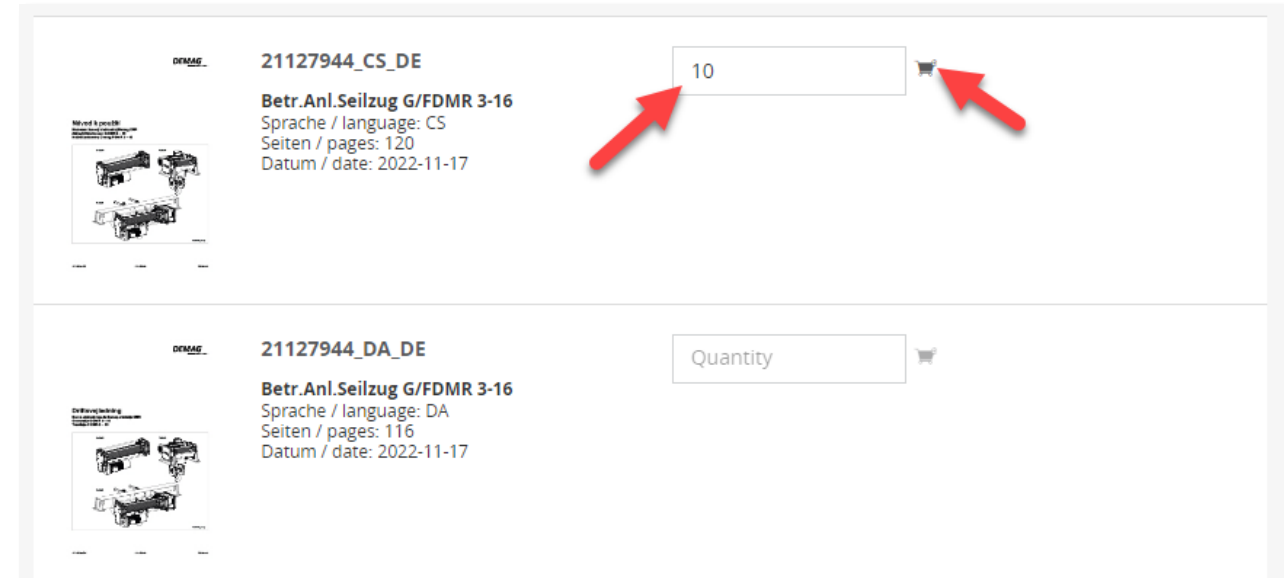 DEMAG
21127944_CS_DE
10
Betr.Anl.Seilzug G/FDMR 3-16
Sprache / language: CS
Seiten / pages: 120
Datum / date: 2022-11-17
Návod k použití
DEMAG
21127944_DA_DE
Quantity
Betr.Anl.Seilzug G/FDMR 3-16
Sprache / language: DA
Seiten / pages: 116
Datum / date: 2022-11-17